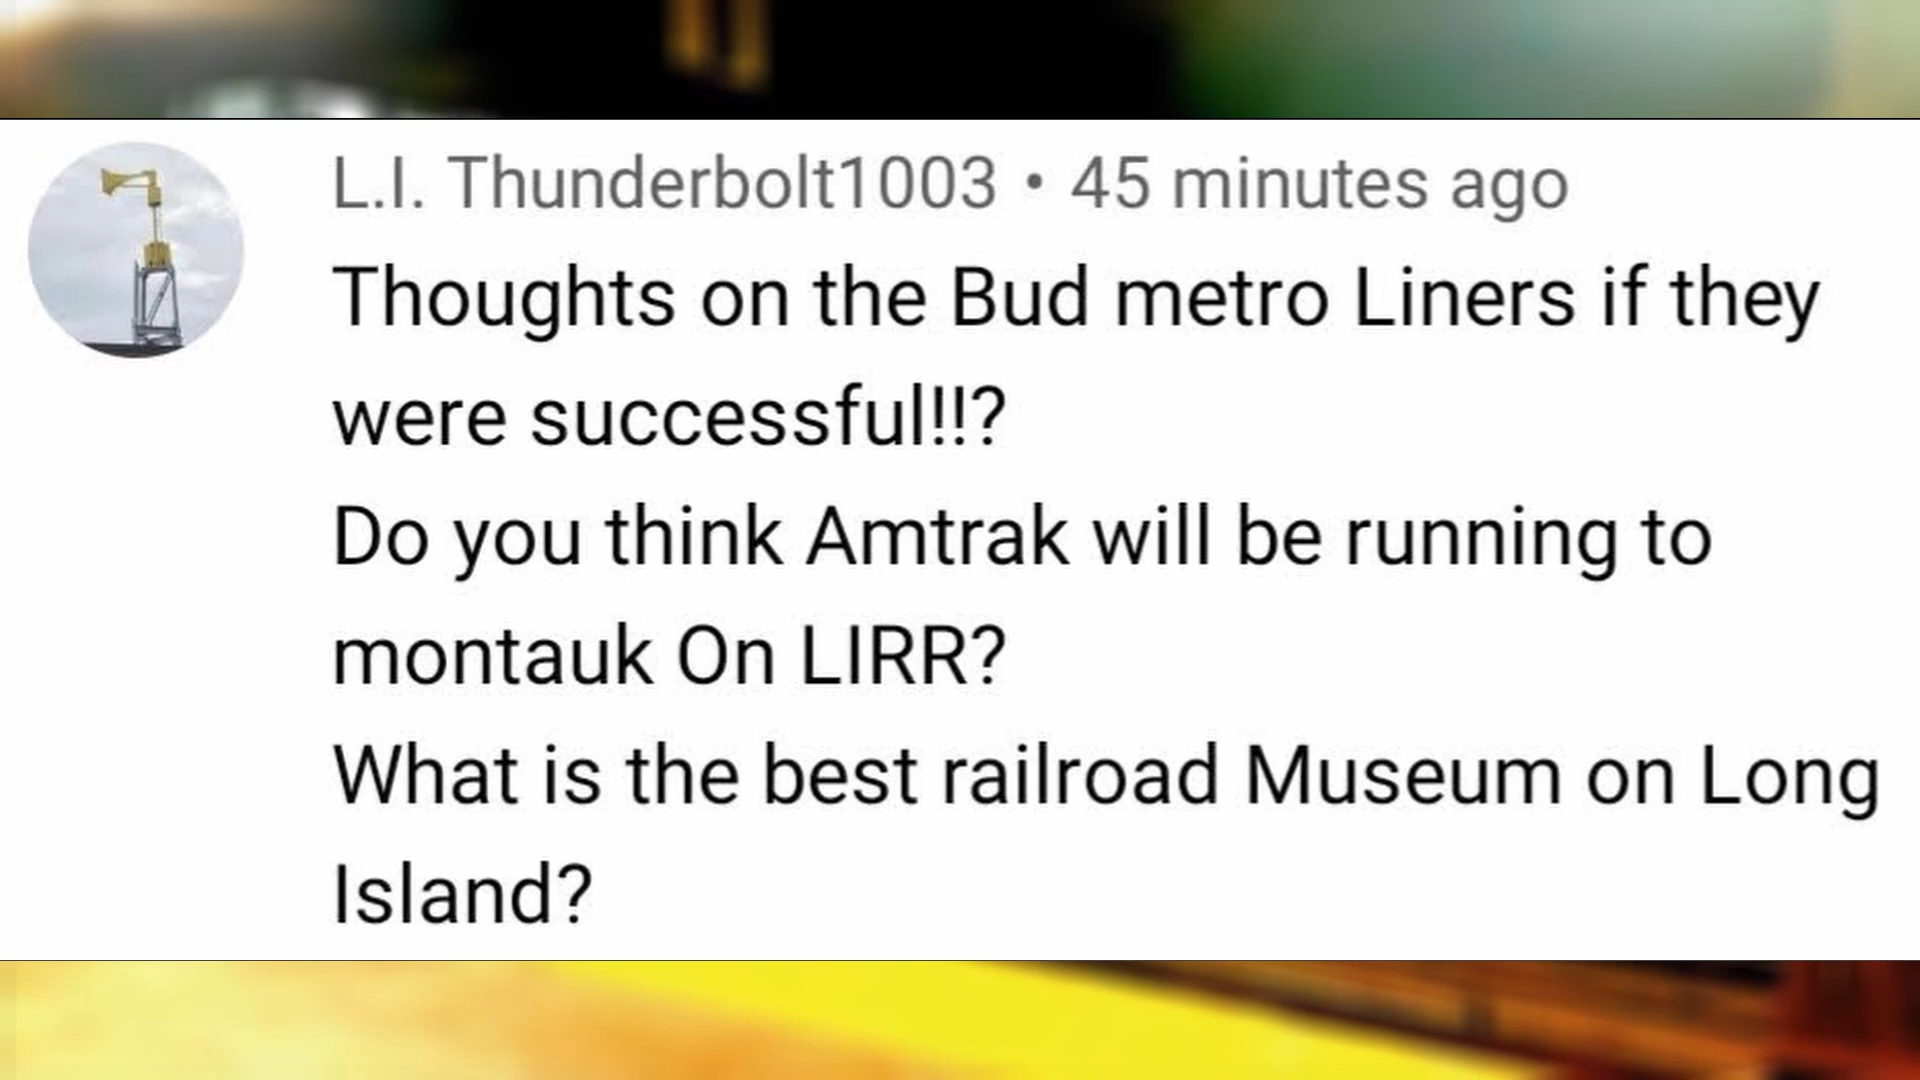 L.I. Thunderbolt1003 • 45 minutes ago
Thoughts on the Bud metro Liners if they
were successful!!?
Do you think Amtrak will be running to
montauk On LIRR?
What is the best railroad Museum on Long
Island?